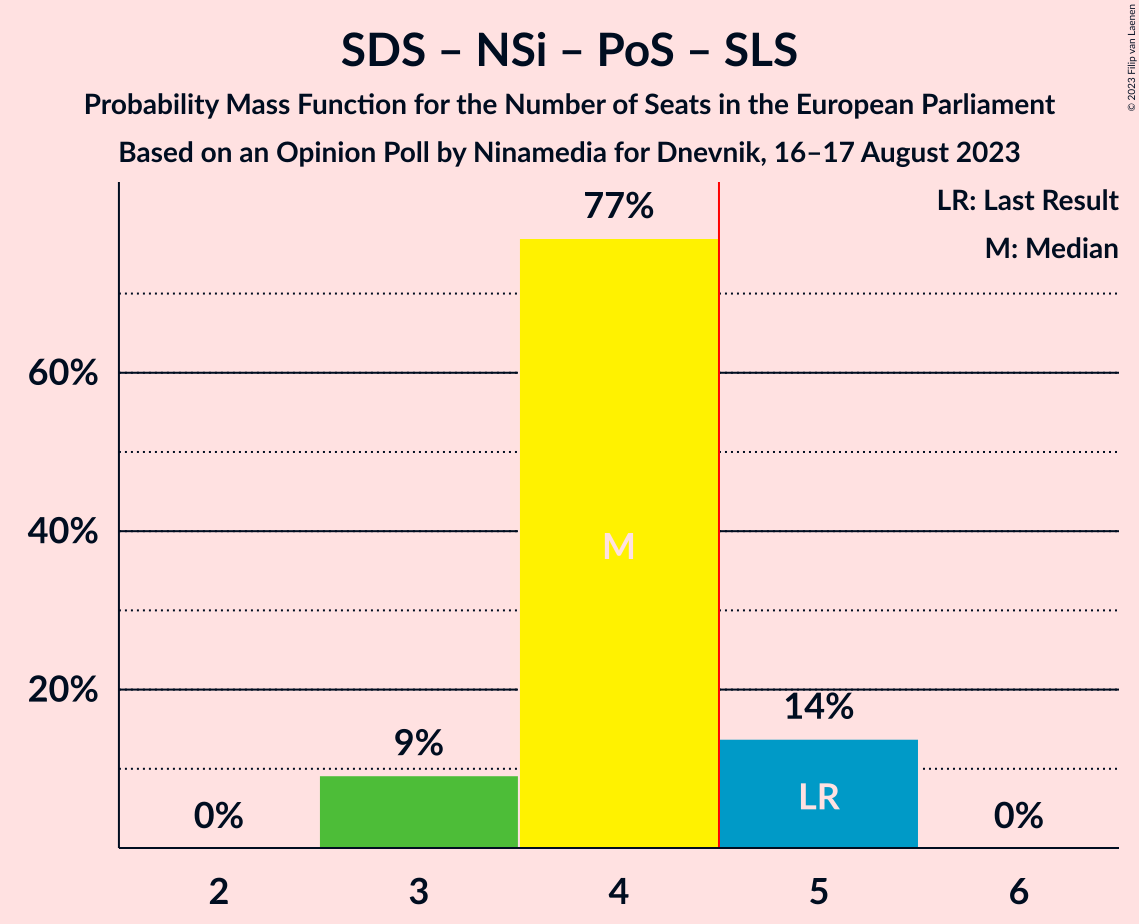 SDS – NSi – PoS – SLS
Probability Mass Function for the Number of Seats in the European Parliament
Based on an Opinion Poll by Ninamedia for Dnevnik, 16–17 August 2023
© 2023 Filip van Laenen
LR: Last Result
M: Median
77%
60%
40%
M
20%
14%
9%
LR
0%
0%
2
3
4
5
6